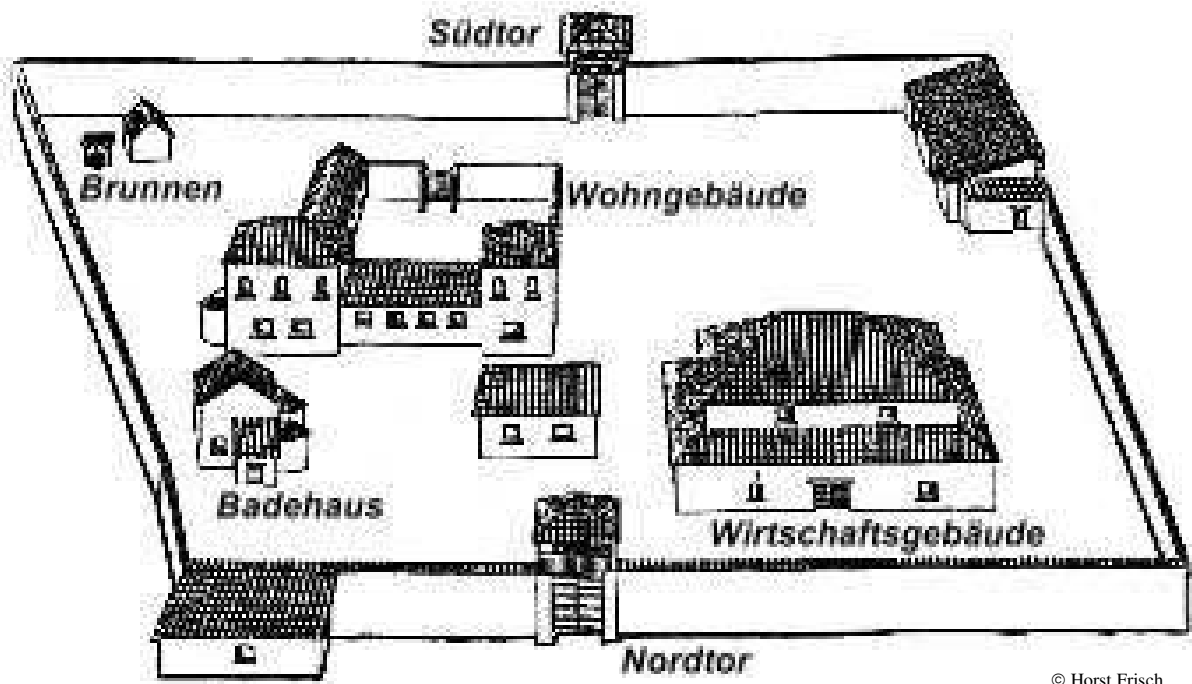 Südtor
Brunnen
Wohngebäude
Badehaus
Wirtschaftsgebäude
Nordtor
© Horst Frisch